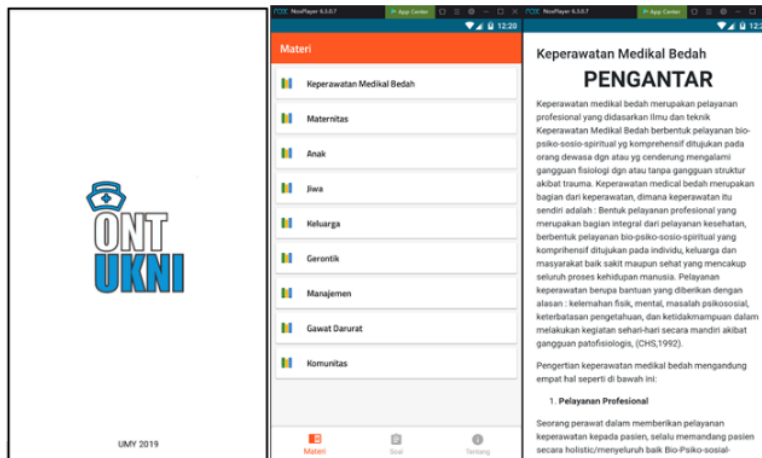 ONT
UKNI
UMY 2019
NoxPlayer 6.3.0.7
App Center
12:20
Materi
Keperawatan Medikal Bedah
Maternitas
Anak
Jiwa
Keluarga
Gerontik
Manajemen
Gawat Darurat
Komunitas
Materi
Soal
Tentang
NoxPlayer 6.3.0.7
App Center
Keperawatan Medikal Bedah
PENGANTAR
Keperawatan medikal bedah merupakan pelayanan
profesional yang didasarkan Ilmu dan teknik
Keperawatan Medikal Bedah berbentuk pelayanan bio-
psiko-sosio-spiritual yg komprehensif ditujukan pada
orang dewasa dgn atau yg cenderung mengalami
gangguan fisiologi dgn atau tanpa gangguan struktur
akibat trauma. Keperawatan medical bedah merupakan
bagian dari keperawatan, dimana keperawatan itu
sendiri adalah : Bentuk pelayanan profesional yang
merupakan bagian integral dari pelayanan kesehatan,
berbentuk pelayanan bio-psiko-sosio-spiritual yang
komprihensif ditujukan pada individu, keluarga dan
masyarakat baik sakit maupun sehat yang mencakup
seluruh proses kehidupan manusia. Pelayanan
keperawatan berupa bantuan yang diberikan dengan
alasan : kelemahan fisik, mental, masalah psikososial,
keterbatasan pengetahuan, dan ketidakmampuan dalam
melakukan kegiatan sehari-hari secara mandiri akibat
gangguan patofisiologis, (CHS,1992).
Pengertian keperawatan medikal bedah mengandung
empat hal seperti di bawah ini:
1. Pelayanan Profesional
Seorang perawat dalam memberikan pelayanan
keperawatan kepada pasien, selalu memandang pasien
secara holistic/menyeluruh baik Bio-Psiko-sosial-